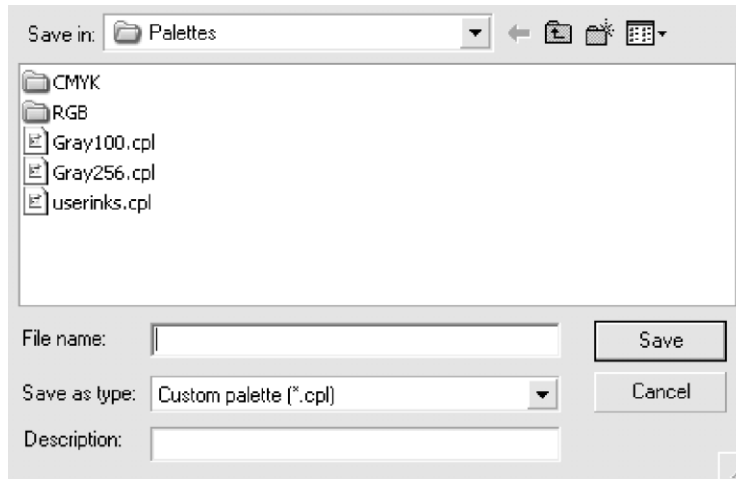 Save in: Palettes
CMYK
RGB
Gray100.cpl
Gray256.cpl
userinks.cpl
File name: Save
Save as type: Custom palette (*.cpl) Cancel
Description: